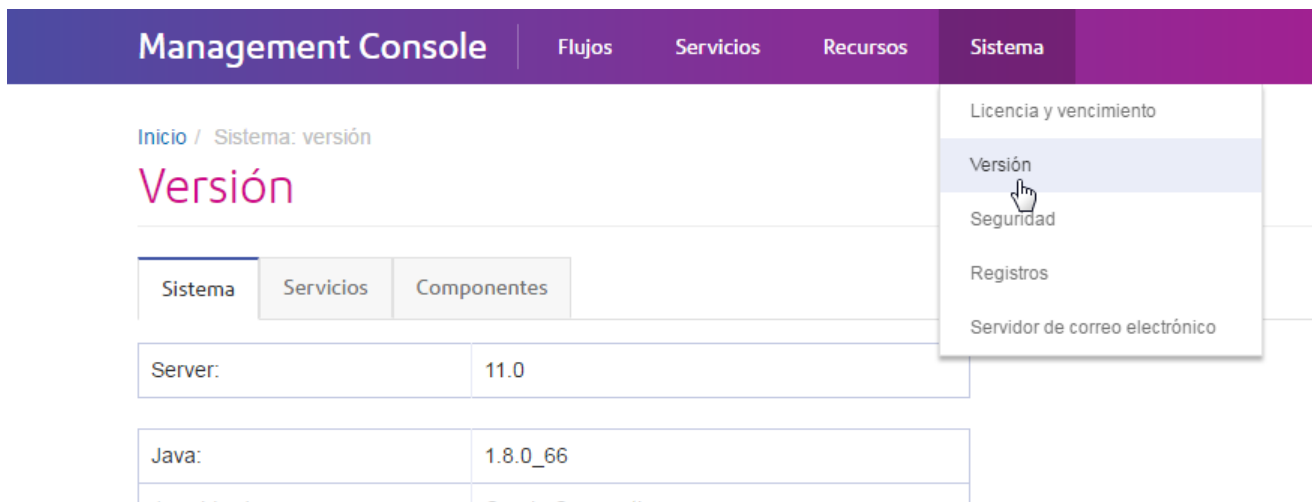 Management Console Flujos Servicios Recursos Sistema
Licencia y vencimiento
Versión
Seguridad
Registros
Servidor de correo electrónico
Inicio / Sistema: versión
Versión
Sistema Servicios Componentes
Server: 11.0
Java: 1.8.0_66